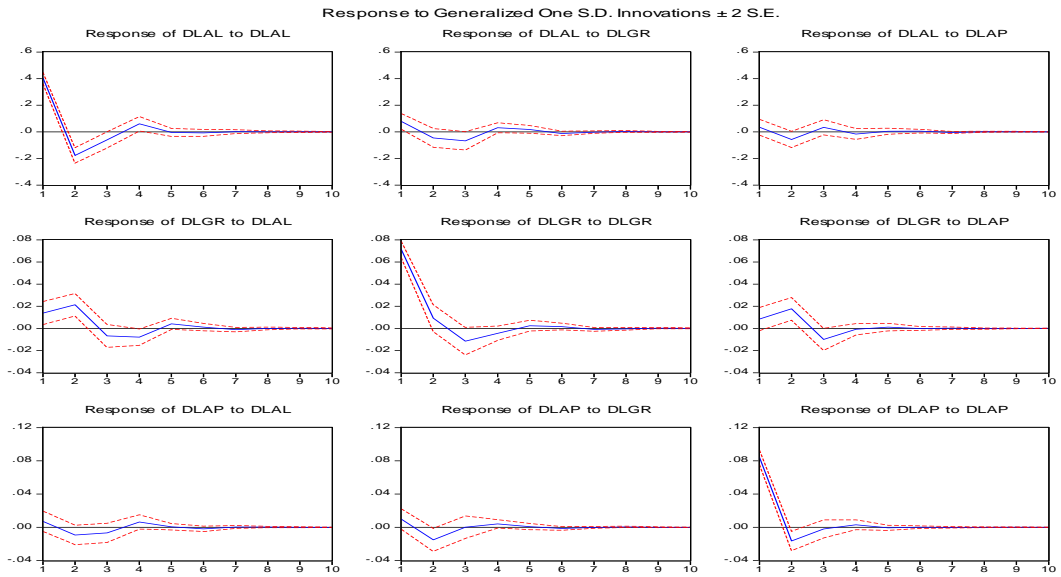 Response to Generalized One S.D. Innovations ± 2 S.E.
Response of DLAL to DLAL
.6
.4
.2
.0
-.2
-.4
1 2 3 4 5 6 7 8 9 10
Response of DLAL to DLGR
.6
.4
.2
.0
-.2
-.4
1 2 3 4 5 6 7 8 9 10
Response of DLAL to DLAP
.6
.4
.2
.0
-.2
-.4
1 2 3 4 5 6 7 8 9 10
Response of DLGR to DLAL
.08
.06
.04
.02
.00
-.02
-.04
1 2 3 4 5 6 7 8 9 10
Response of DLGR to DLGR
.08
.06
.04
.02
.00
-.02
-.04
1 2 3 4 5 6 7 8 9 10
Response of DLGR to DLAP
.08
.06
.04
.02
.00
-.02
-.04
1 2 3 4 5 6 7 8 9 10
Response of DLAP to DLAL
.12
.08
.04
.00
-.04
1 2 3 4 5 6 7 8 9 10
Response of DLAP to DLGR
.12
.08
.04
.00
-.04
1 2 3 4 5 6 7 8 9 10
Response of DLAP to DLAP
.12
.08
.04
.00
-.04
1 2 3 4 5 6 7 8 9 10